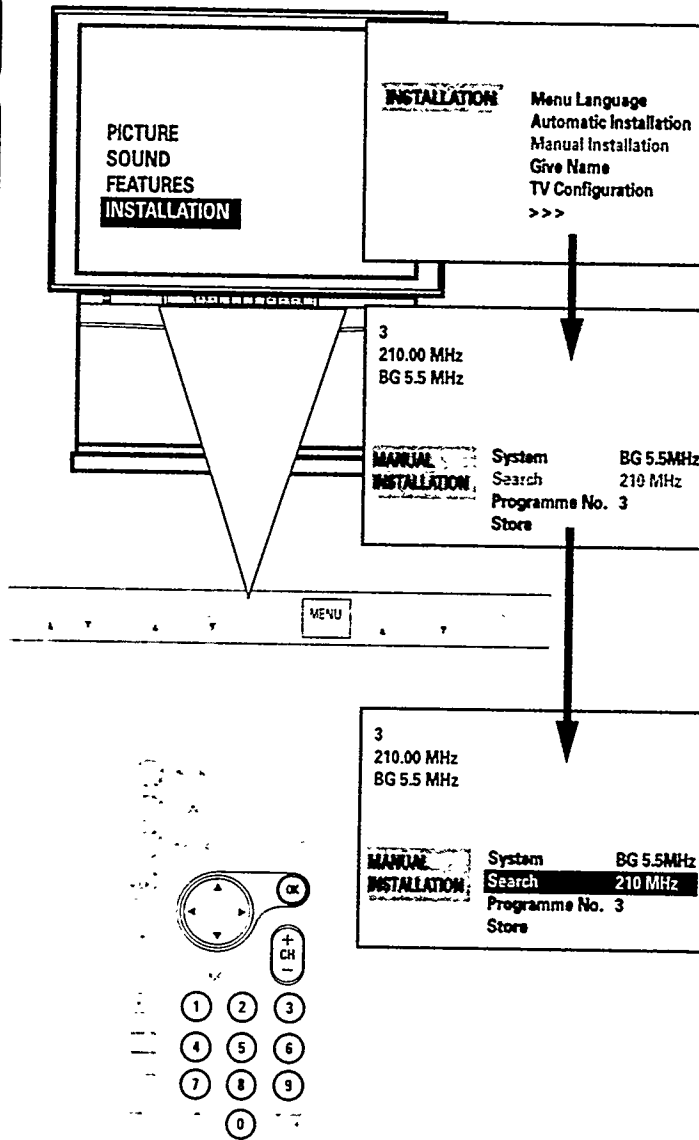 PICTURE
SOUND
FEATURES
INSTALLATION
INSTALLATION
Menu Language
Automatic Installation
Manual Installation
Give Name
TV Configuration
>>>
3
210.00 MHz
BG 5.5 MHz
MANUAL
INSTALLATION
System BG 5.5MHz
Search 210 MHz
Programme No. 3
Store
MENU
3
210.00 MHz
BG 5.5 MHz
MANUAL
INSTALLATION
System BG 5.5MHz
Search 210 MHz
Programme No. 3
Store
OK
+
CH
−
1 2 3
4 5 6
7 8 9
0